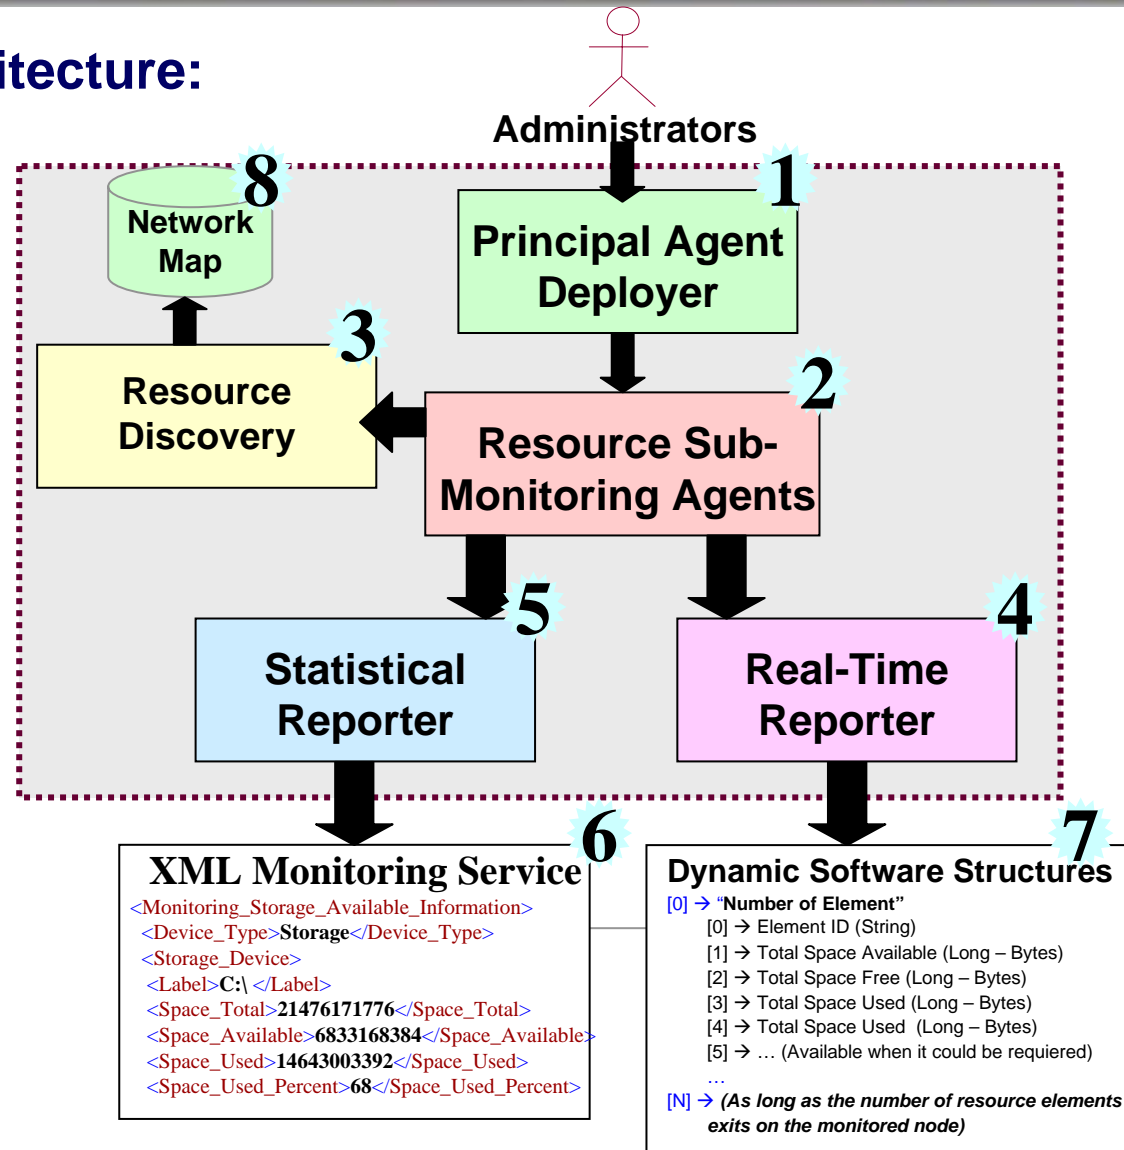 itecture:
Administrators
8
1
Network
Map
Principal Agent
Deployer
3
Resource
Discovery
2
Resource Sub-
Monitoring Agents
5
Statistical
Reporter
4
Real-Time
Reporter
6
XML Monitoring Service
<Monitoring_Storage_Available_Information>
<Device_Type>Storage</Device_Type>
<Storage_Device>
<Label>C:\ </Label>
<Space_Total>21476171776</Space_Total>
<Space_Available>6833168384</Space_Available>
<Space_Used>14643003392</Space_Used>
<Space_Used_Percent>68</Space_Used_Percent>
7
Dynamic Software Structures
[0] → “Number of Element”
[0] → Element ID (String)
[1] → Total Space Available (Long – Bytes)
[2] → Total Space Free (Long – Bytes)
[3] → Total Space Used (Long – Bytes)
[4] → Total Space Used (Long – Bytes)
[5] → … (Available when it could be requiered)
…
[N] → (As long as the number of resource elements
exits on the monitored node)